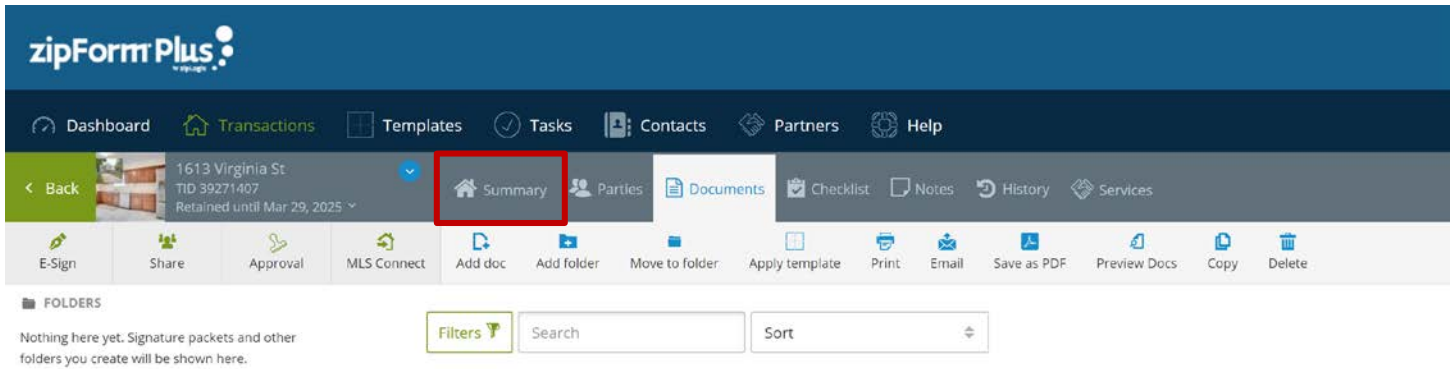 zipForm Plus
by zipLogix
Dashboard Transactions Templates Tasks Contacts Partners Help
Back
1613 Virginia St
TID 39271407
Retained until Mar 29, 2025
Summary Parties Documents Checklist Notes History Services
E-Sign Share Approval MLS Connect Add doc Add folder Move to folder Apply template Print Email Save as PDF Preview Docs Copy Delete
FOLDERS
Nothing here yet. Signature packets and other
folders you create will be shown here.
Filters Search Sort